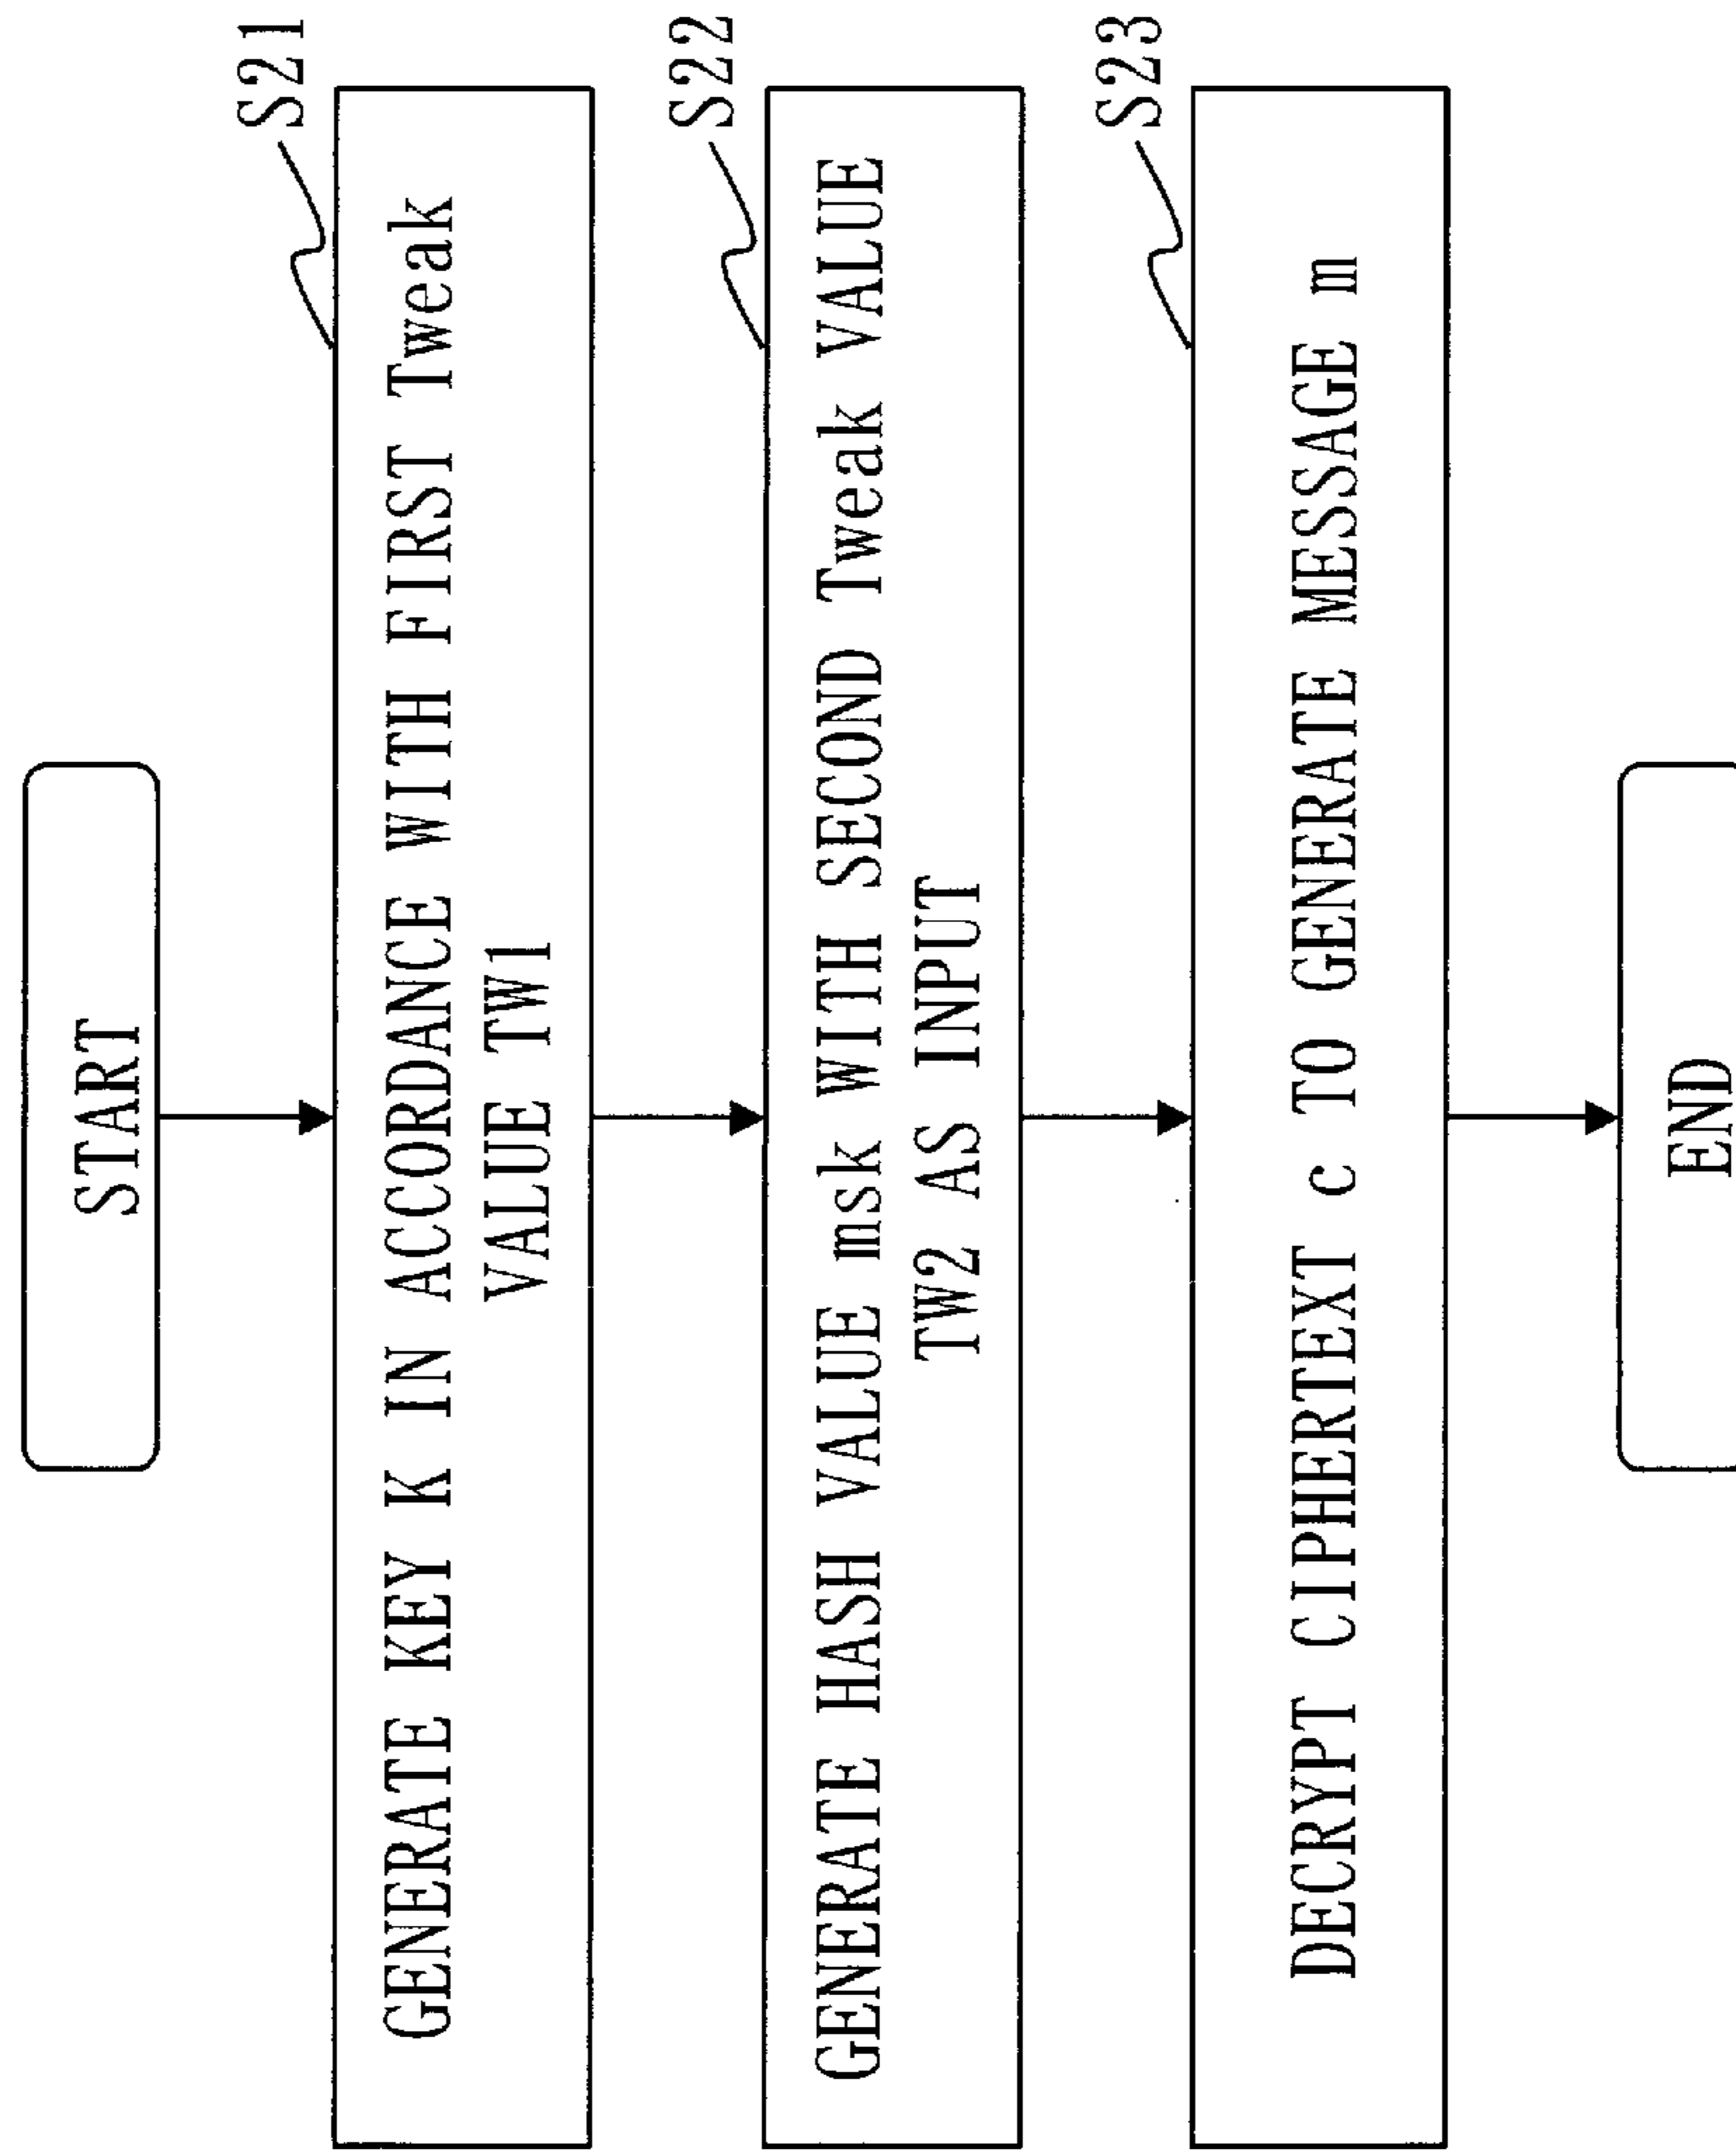 START
S21
GENERATE KEY K IN ACCORDANCE WITH FIRST Tweak
VALUE TW1
S22
GENERATE HASH VALUE msk WITH SECOND Tweak VALUE
TW2 AS INPUT
S23
DECRYPT CIPHERTEXT c TO GENERATE MESSAGE m
END